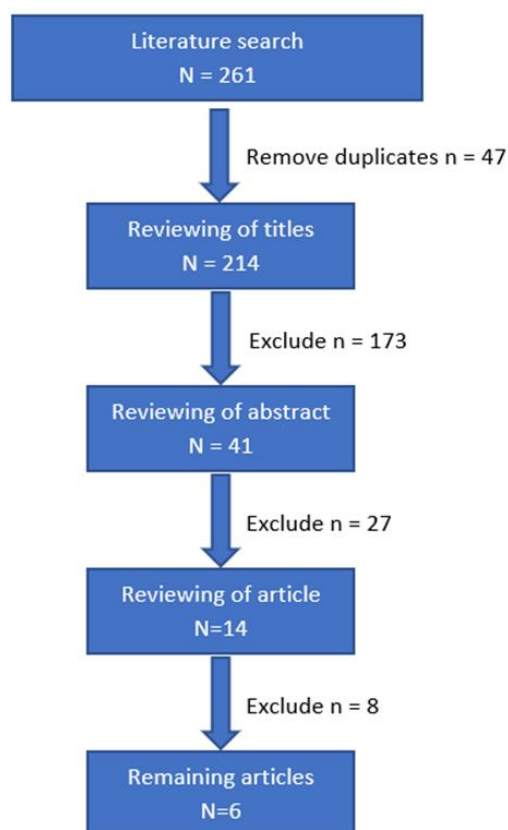 Literature search
N = 261
Remove duplicates n = 47
Reviewing of titles
N = 214
Exclude n = 173
Reviewing of abstract
N = 41
Exclude n = 27
Reviewing of article
N=14
Exclude n = 8
Remaining articles
N=6